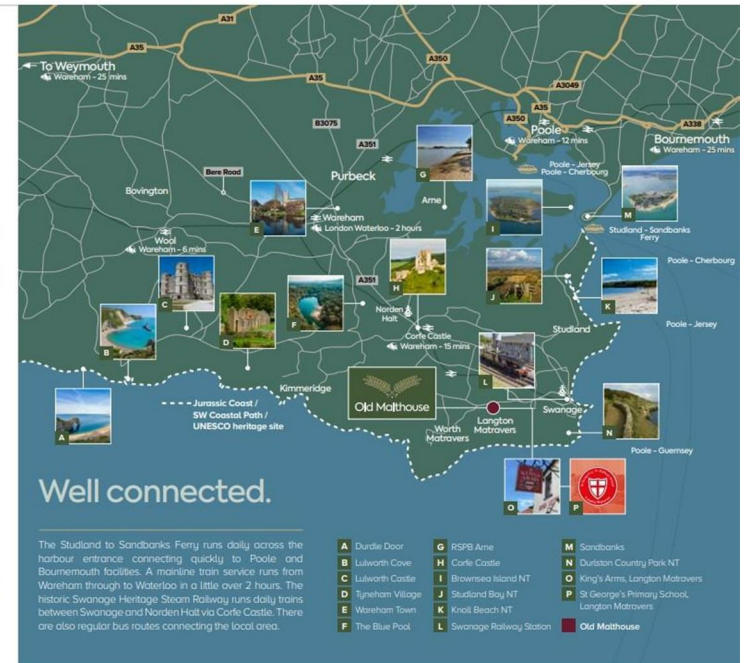 A31
A35
← To Weymouth
Wareham - 25 mins
A35
A350
A3049
A35
A350
A338
B3075
A351
Poole
Wareham - 12 mins
Bournemouth
Wareham - 25 mins
Poole - Jersey
Poole - Cherbourg
Bere Road
Purbeck
G
Bovington
Arne
M
E
Wareham
London Waterloo - 2 hours
I
Studland - Sandbanks
Ferry
Wool
Wareham - 6 mins
Poole - Cherbourg
C
H
A351
J
K
F
Norden
Halt
B
D
Studland
Poole - Jersey
Corfe Castle
Wareham - 15 mins
L
Kimmeridge
Old Malthouse
Jurassic Coast /
SW Coastal Path /
UNESCO heritage site
A
Swanage
Langton
Matravers
Worth
Matravers
N
Poole - Guernsey
KINGS ARMS
O
P
Well connected.
The Studland to Sandbanks Ferry runs daily across the
harbour entrance connecting quickly to Poole and
Bournemouth facilities. A mainline train service runs from
Wareham through to Waterloo in a little over 2 hours. The
historic Swanage Heritage Steam Railway runs daily trains
between Swanage and Norden Halt via Corfe Castle. There
are also regular bus routes connecting the local area.
A Durdle Door
B Lulworth Cove
C Lulworth Castle
D Tyneham Village
E Wareham Town
F The Blue Pool
G RSPB Arne
H Corfe Castle
I Brownsea Island NT
J Studland Bay NT
K Knoll Beach NT
L Swanage Railway Station
M Sandbanks
N Durlston Country Park NT
O King's Arms, Langton Matravers
P St George's Primary School,
Langton Matravers
Old Malthouse